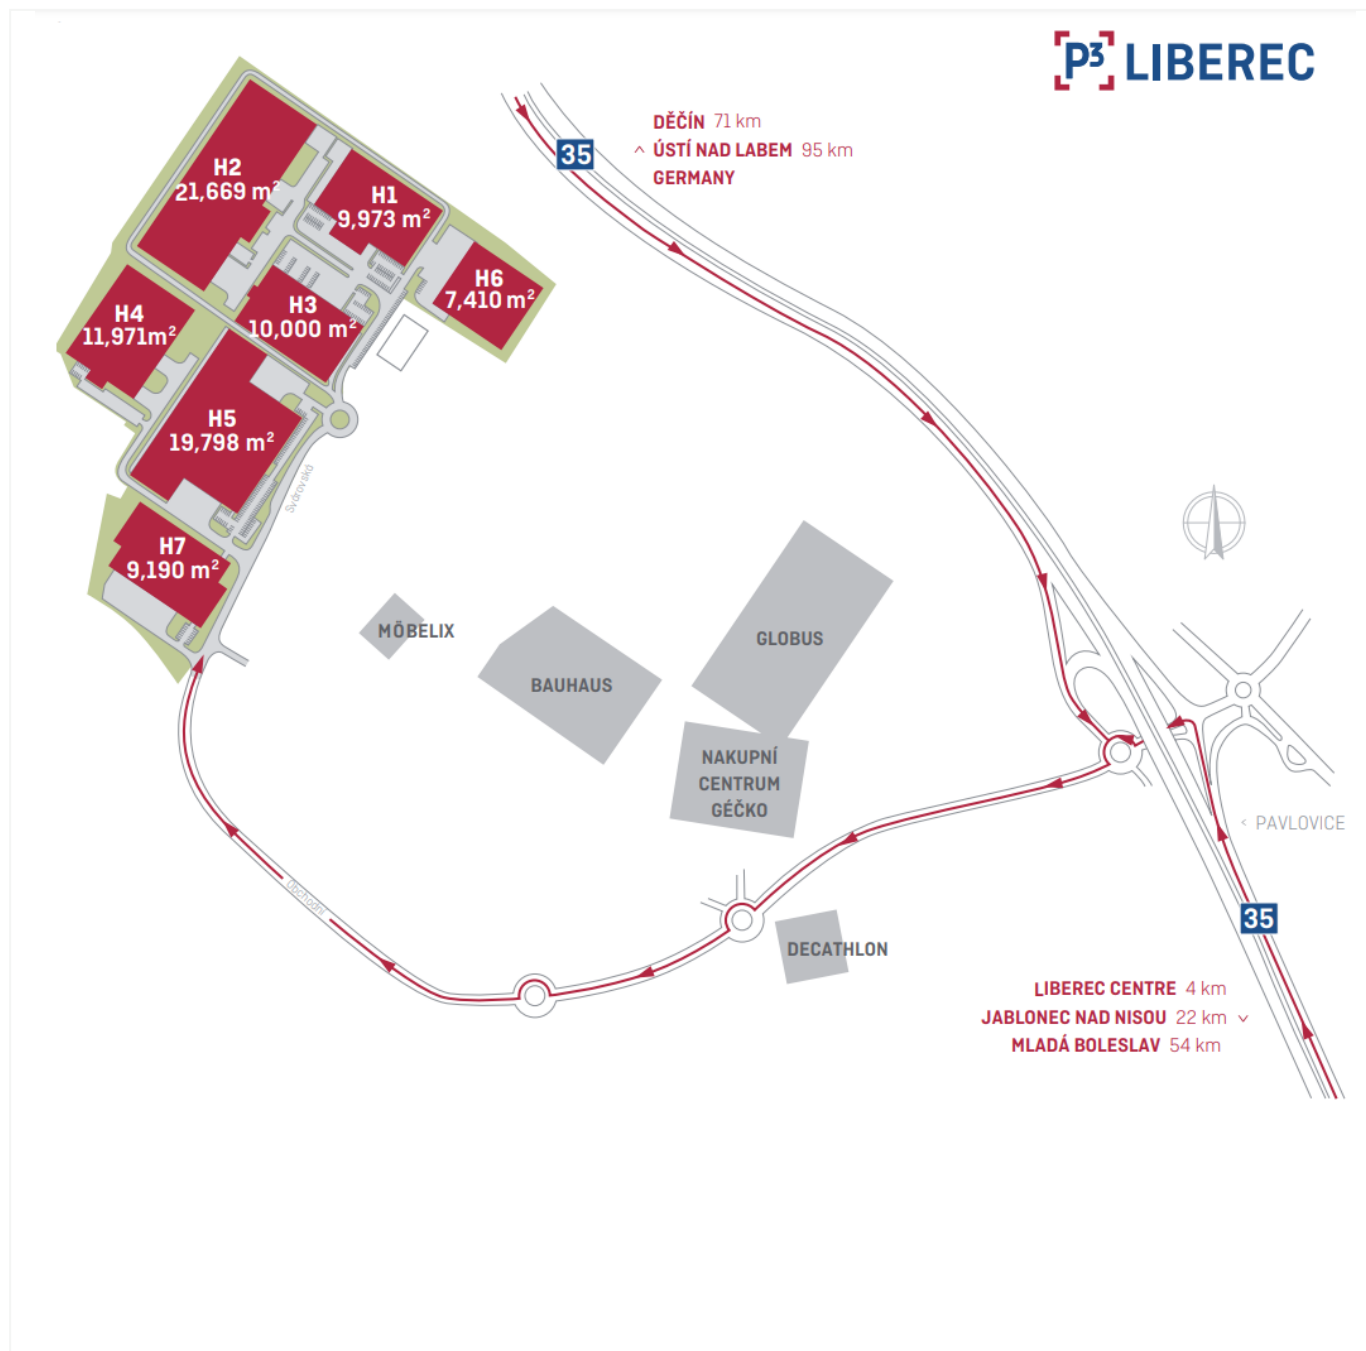 P3 LIBEREC
DĚČÍN 71 km
35
^ ÚSTÍ NAD LABEM 95 km
GERMANY
H2
21,669 m²
H1
9,973 m²
H6
7,410 m²
H3
10,000 m²
H4
11,971m²
H5
19,798 m²
Svárovská
H7
9,190 m²
MÖBELIX
BAUHAUS
GLOBUS
NAKUPNÍ
CENTRUM
GÉČKO
< PAVLOVICE
Obchodní
35
DECATHLON
LIBEREC CENTRE 4 km
JABLONEC NAD NISOU 22 km ˅
MLADÁ BOLESLAV 54 km